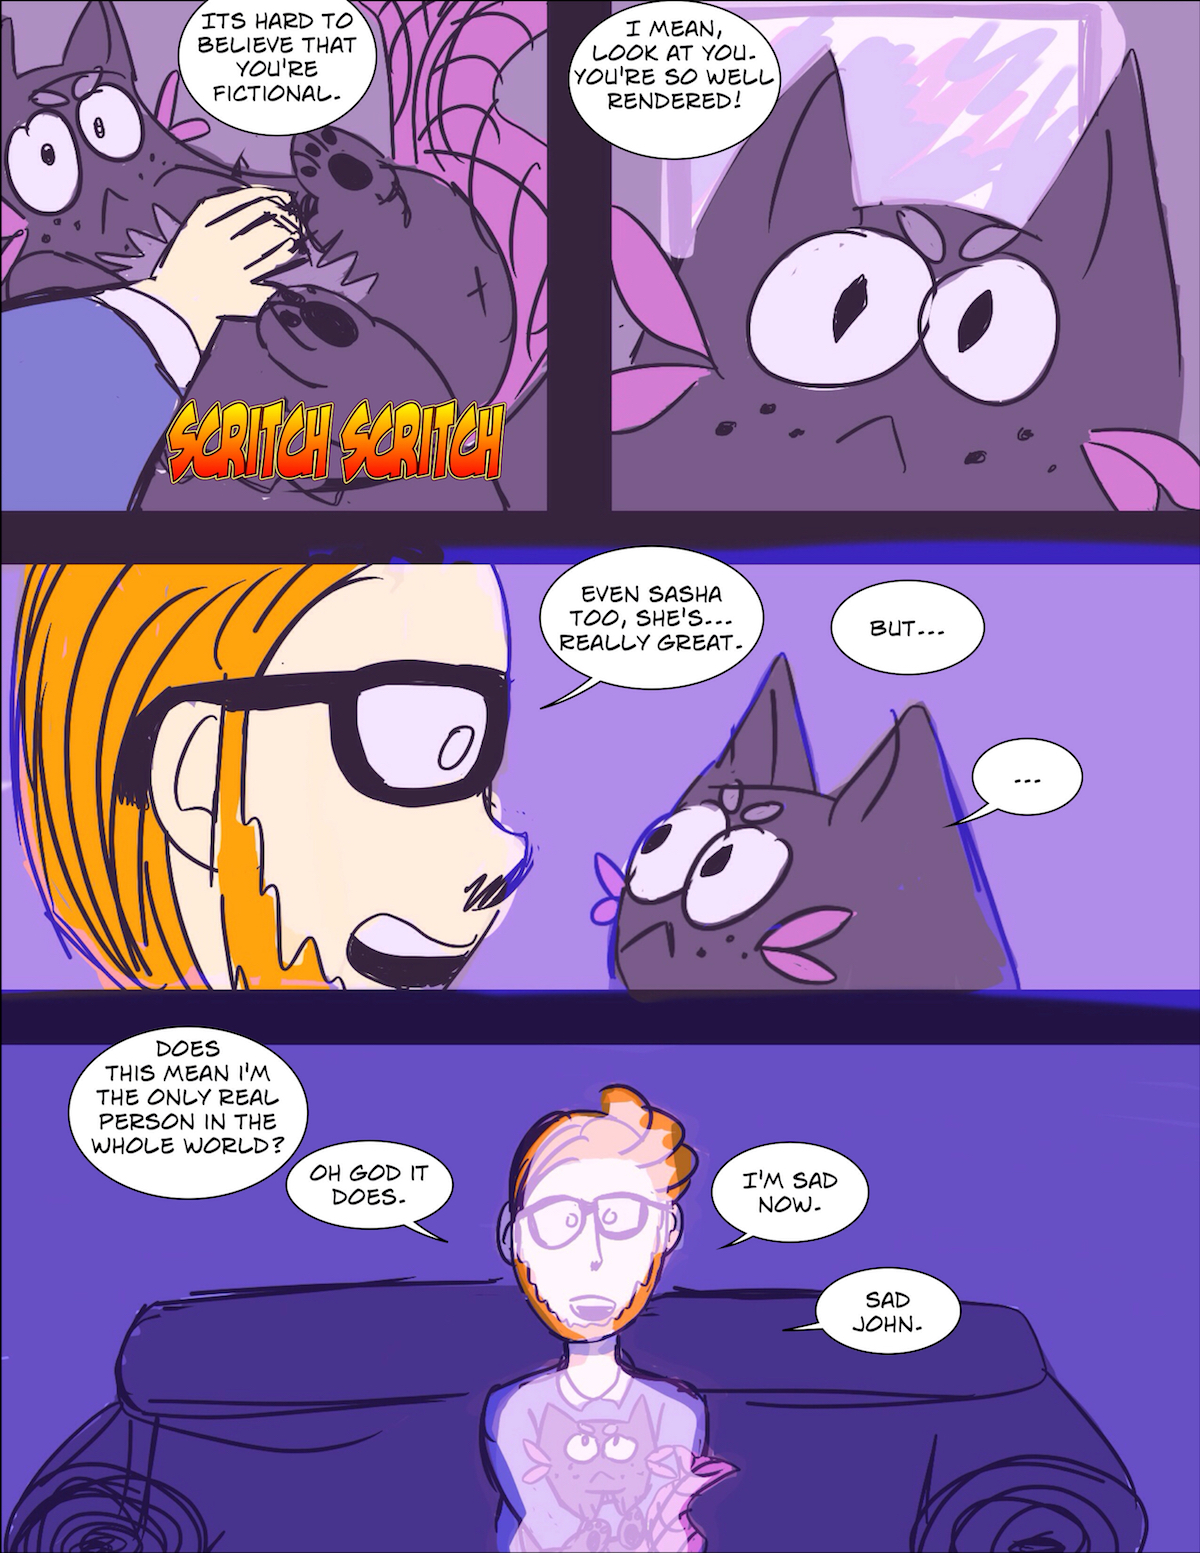 ITS HARD TO
BELIEVE THAT
YOU'RE
FICTIONAL.
SCRITCH SCRITCH
I MEAN,
LOOK AT YOU.
YOU'RE SO WELL
RENDERED!
EVEN SASHA
TOO, SHE'S...
REALLY GREAT.
BUT...
...
DOES
THIS MEAN I'M
THE ONLY REAL
PERSON IN THE
WHOLE WORLD?
OH GOD IT
DOES.
I'M SAD
NOW.
SAD
JOHN.